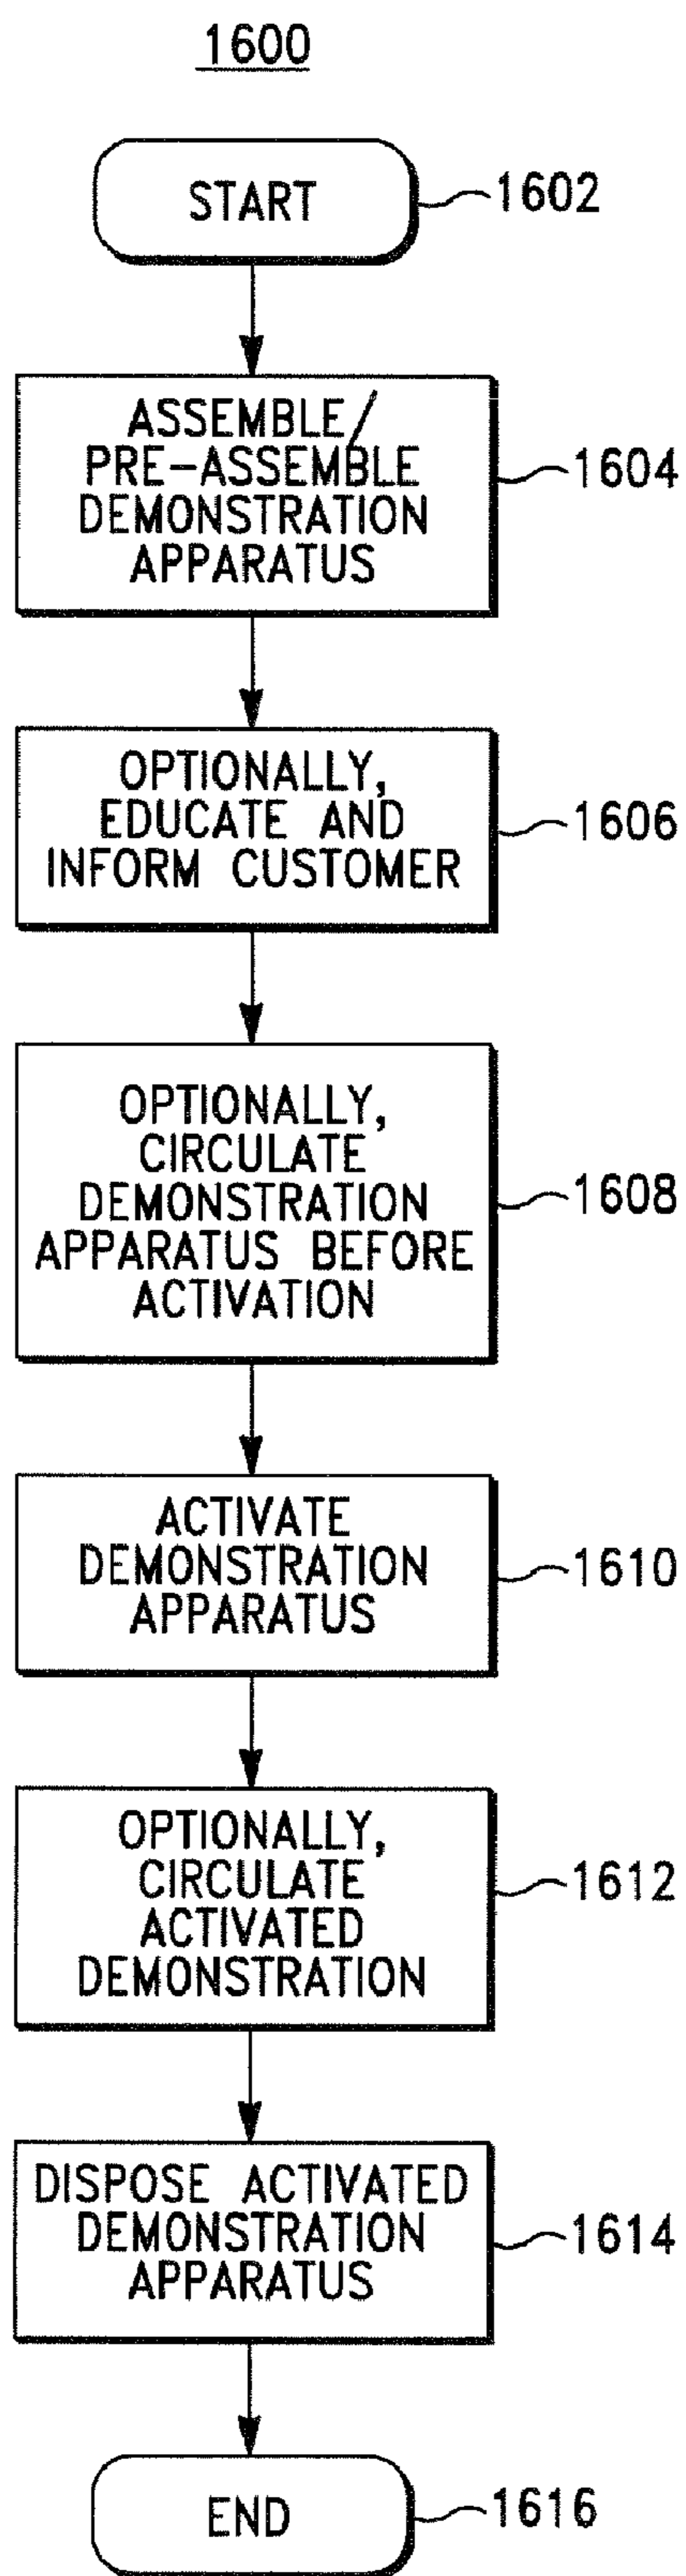 1600
START
1602
ASSEMBLE/
PRE-ASSEMBLE
DEMONSTRATION
APPARATUS
1604
OPTIONALLY,
EDUCATE AND
INFORM CUSTOMER
1606
OPTIONALLY,
CIRCULATE
DEMONSTRATION
APPARATUS BEFORE
ACTIVATION
1608
ACTIVATE
DEMONSTRATION
APPARATUS
1610
OPTIONALLY,
CIRCULATE
ACTIVATED
DEMONSTRATION
1612
DISPOSE ACTIVATED
DEMONSTRATION
APPARATUS
1614
END
1616